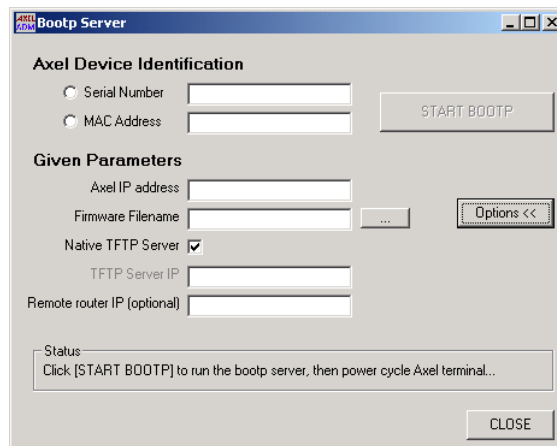 AXEL
ADM
Bootp Server
Axel Device Identification
Serial Number
MAC Address
START BOOTP
Given Parameters
Axel IP address
Firmware Filename
...
Options <<
Native TFTP Server
TFTP Server IP
Remote router IP (optional)
Status
Click [START BOOTP] to run the bootp server, then power cycle Axel terminal...
CLOSE